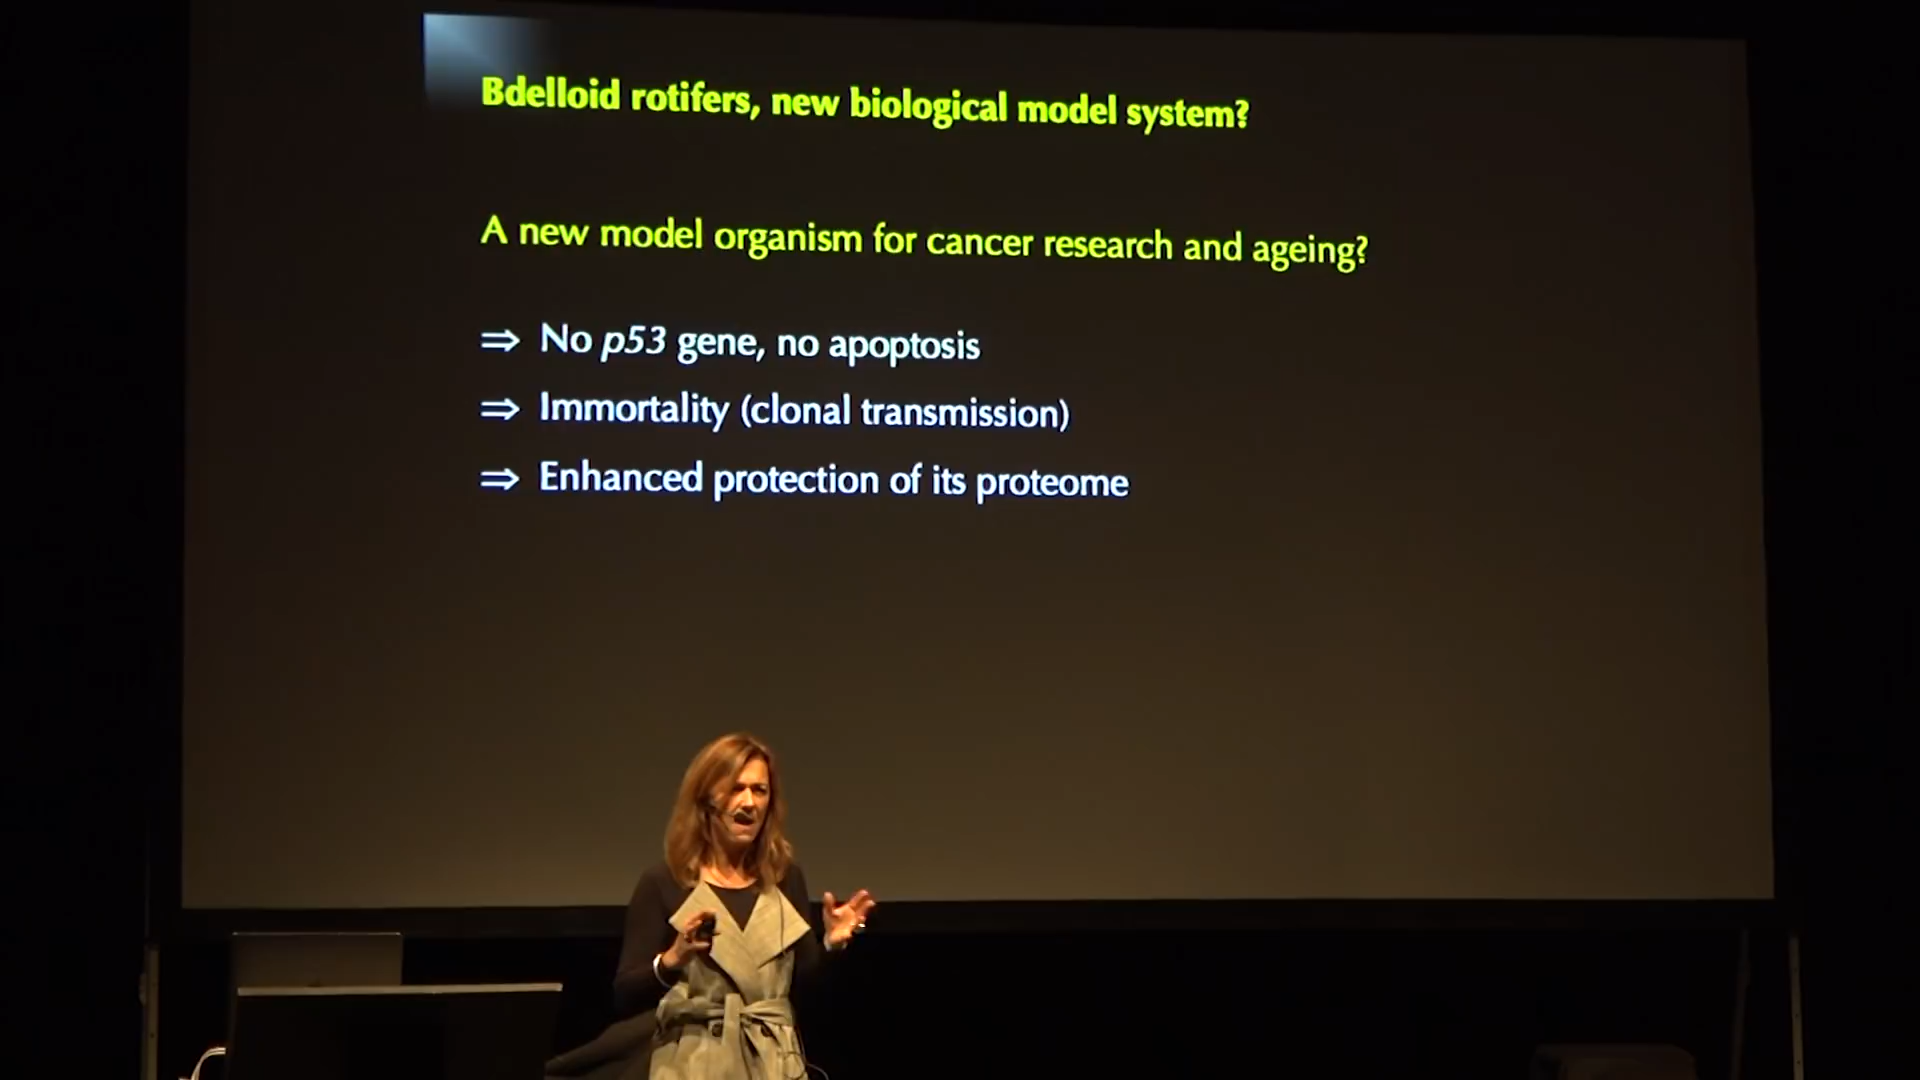 Bdelloid rotifers, new biological model system?
A new model organism for cancer research and ageing?
⇒ No p53 gene, no apoptosis
⇒ Immortality (clonal transmission)
⇒ Enhanced protection of its proteome